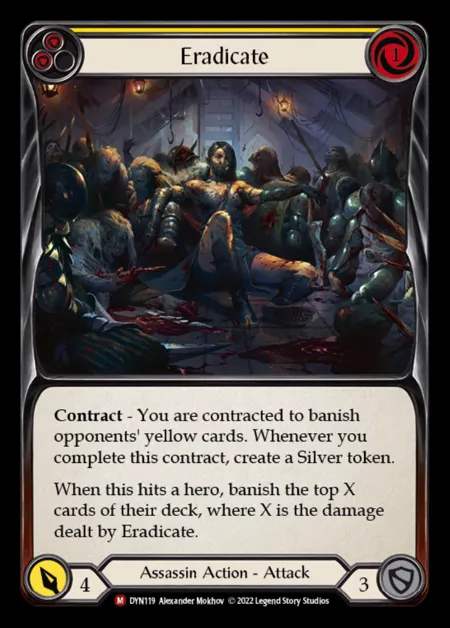 Eradicate
1
Contract - You are contracted to banish
opponents' yellow cards. Whenever you
complete this contract, create a Silver token.
When this hits a hero, banish the top X
cards of their deck, where X is the damage
dealt by Eradicate.
4
Assassin Action - Attack
3
M DYN119 Alexander Mokhov © 2022 Legend Story Studios